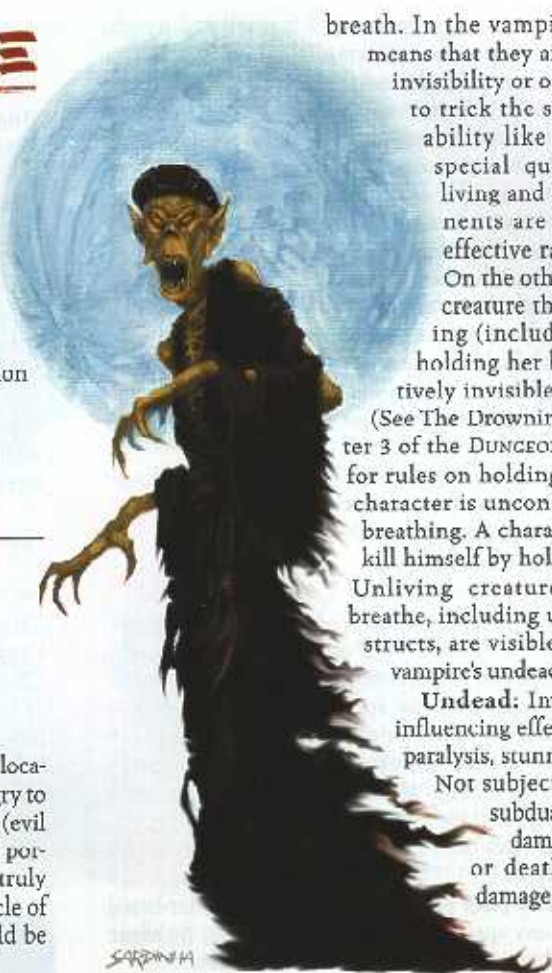 E
on
loca-
ry to
(evil
por-
truly
cle of
ld be
breath. In the vampi
means that they a
invisibility or o
to trick the s
ability like
special qu
living and
nents are
effective ra
On the oth
creature th
ing (includ
holding her
tively invisible
(See The Drownin
ter 3 of the DUNGEO
for rules on holding
character is uncon
breathing. A chara
kill himself by hol
Unliving creature
breathe, including u
structs, are visible
vampire's undeac
Undead: Im
influencing effe
paralysis, stunn
Not subjec
subdua
dam
or deat
damage
SARDINHA